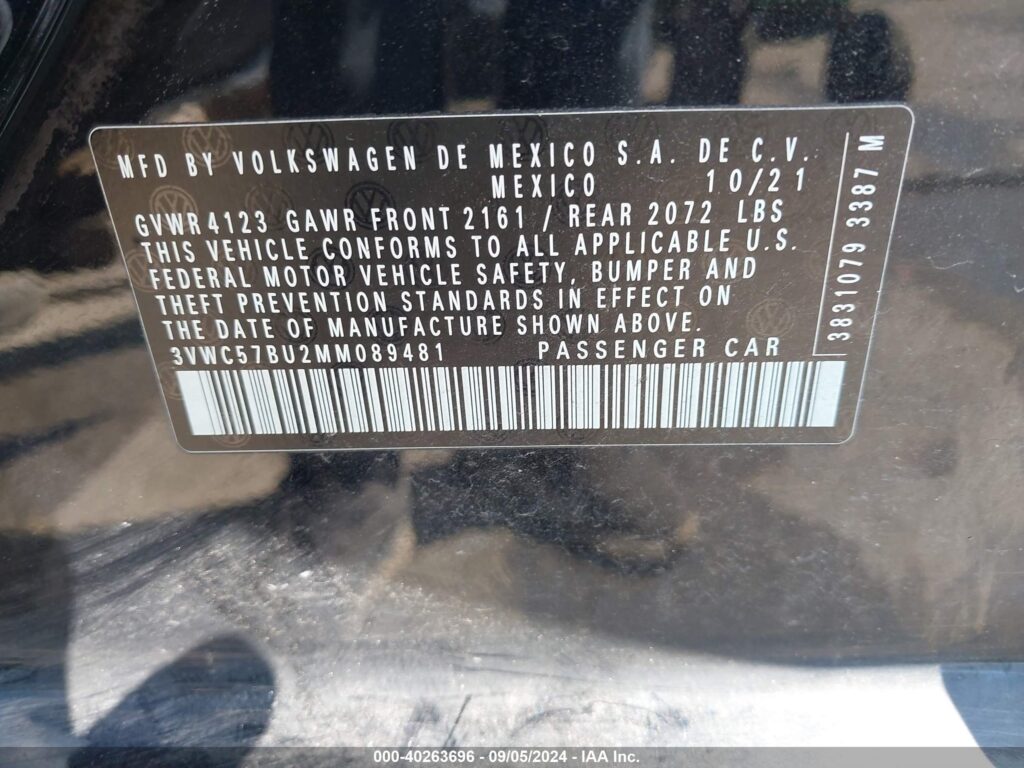 MFD BY VOLKSWAGEN DE MEXICO S.A. DE C.V.
MEXICO 10/21
GVWR 4123 GAWR FRONT 2161 / REAR 2072 LBS
THIS VEHICLE CONFORMS TO ALL APPLICABLE U.S.
FEDERAL MOTOR VEHICLE SAFETY, BUMPER AND
THEFT PREVENTION STANDARDS IN EFFECT ON
THE DATE OF MANUFACTURE SHOWN ABOVE.
3VWC57BU2MM089481 PASSENGER CAR
3831079 3387 M
000-40263696 - 09/05/2024 - IAA Inc.